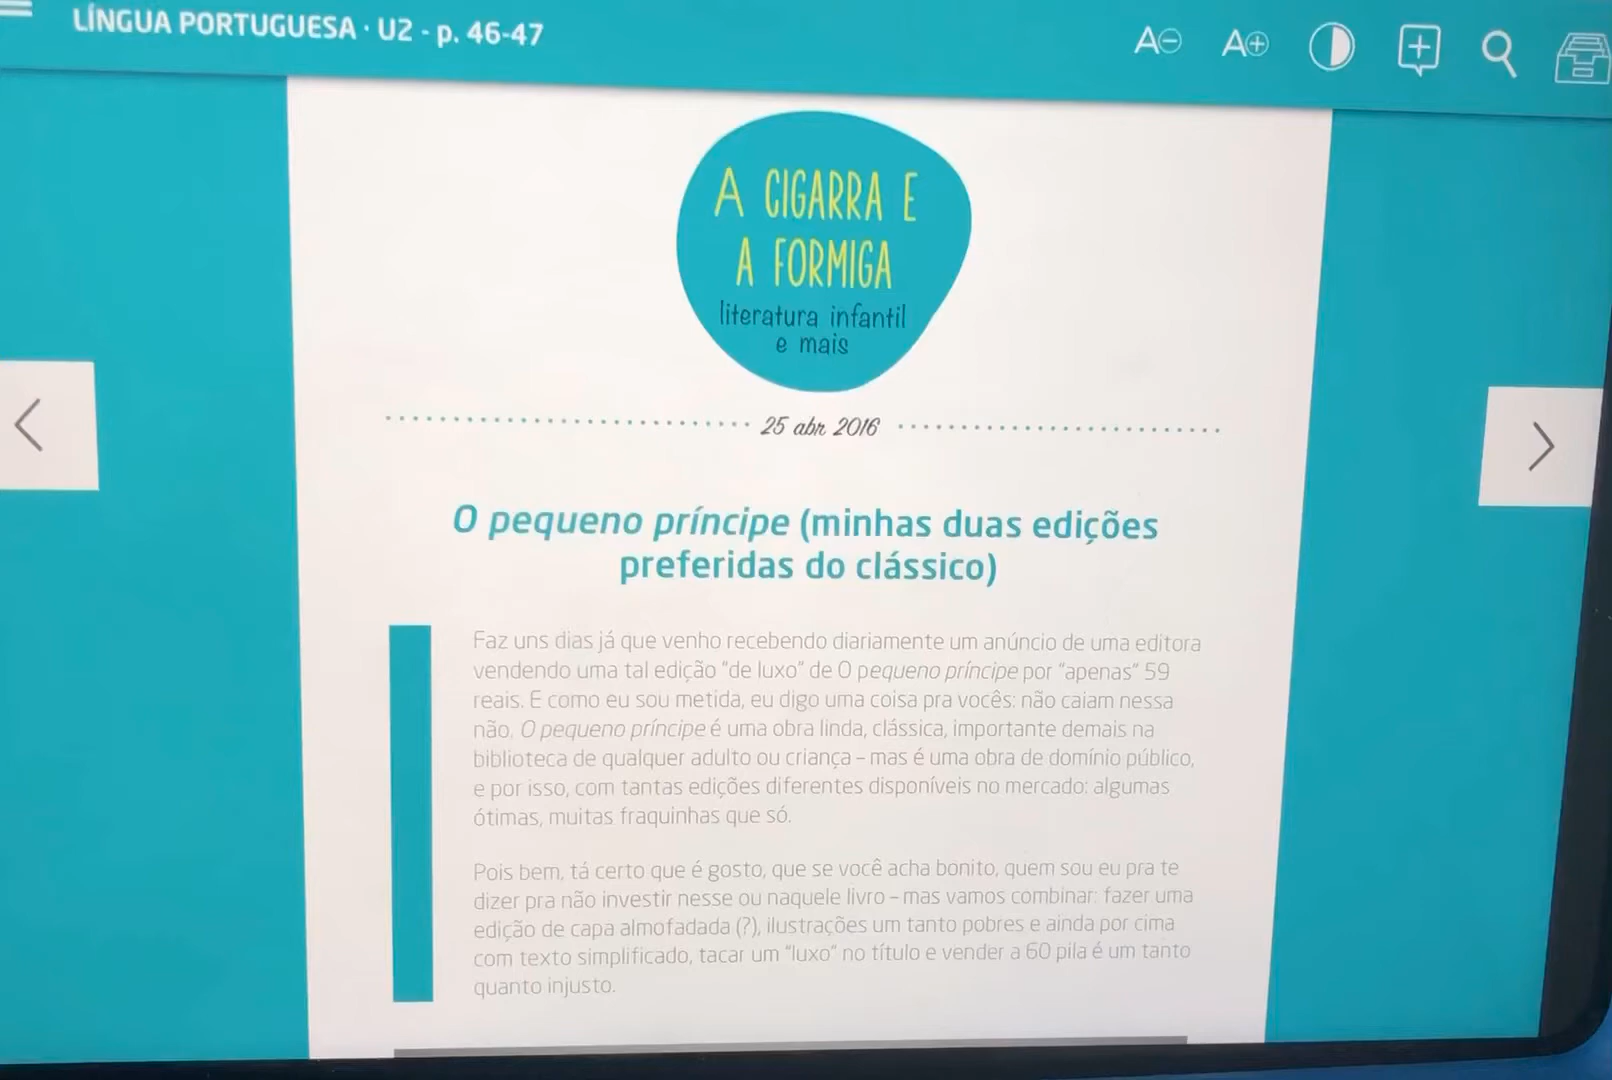 LÍNGUA PORTUGUESA · U2 - p. 46-47
A A
A CIGARRA E
A FORMIGA
literatura infantil
e mais
25 abr 2016
O pequeno príncipe (minhas duas edições
preferidas do clássico)
Faz uns dias já que venho recebendo diariamente um anúncio de uma editora
vendendo uma tal edição “de luxo” de O pequeno príncipe por “apenas” 59
reais. E como eu sou metida, eu digo uma coisa pra vocês: não caiam nessa
não. O pequeno príncipe é uma obra linda, clássica, importante demais na
biblioteca de qualquer adulto ou criança – mas é uma obra de domínio público,
e por isso, com tantas edições diferentes disponíveis no mercado: algumas
ótimas, muitas fraquinhas que só.
Pois bem, tá certo que é gosto, que se você acha bonito, quem sou eu pra te
dizer pra não investir nesse ou naquele livro – mas vamos combinar: fazer uma
edição de capa almofadada (?), ilustrações um tanto pobres e ainda por cima
com texto simplificado, tacar um “luxo” no título e vender a 60 pila é um tanto
quanto injusto.